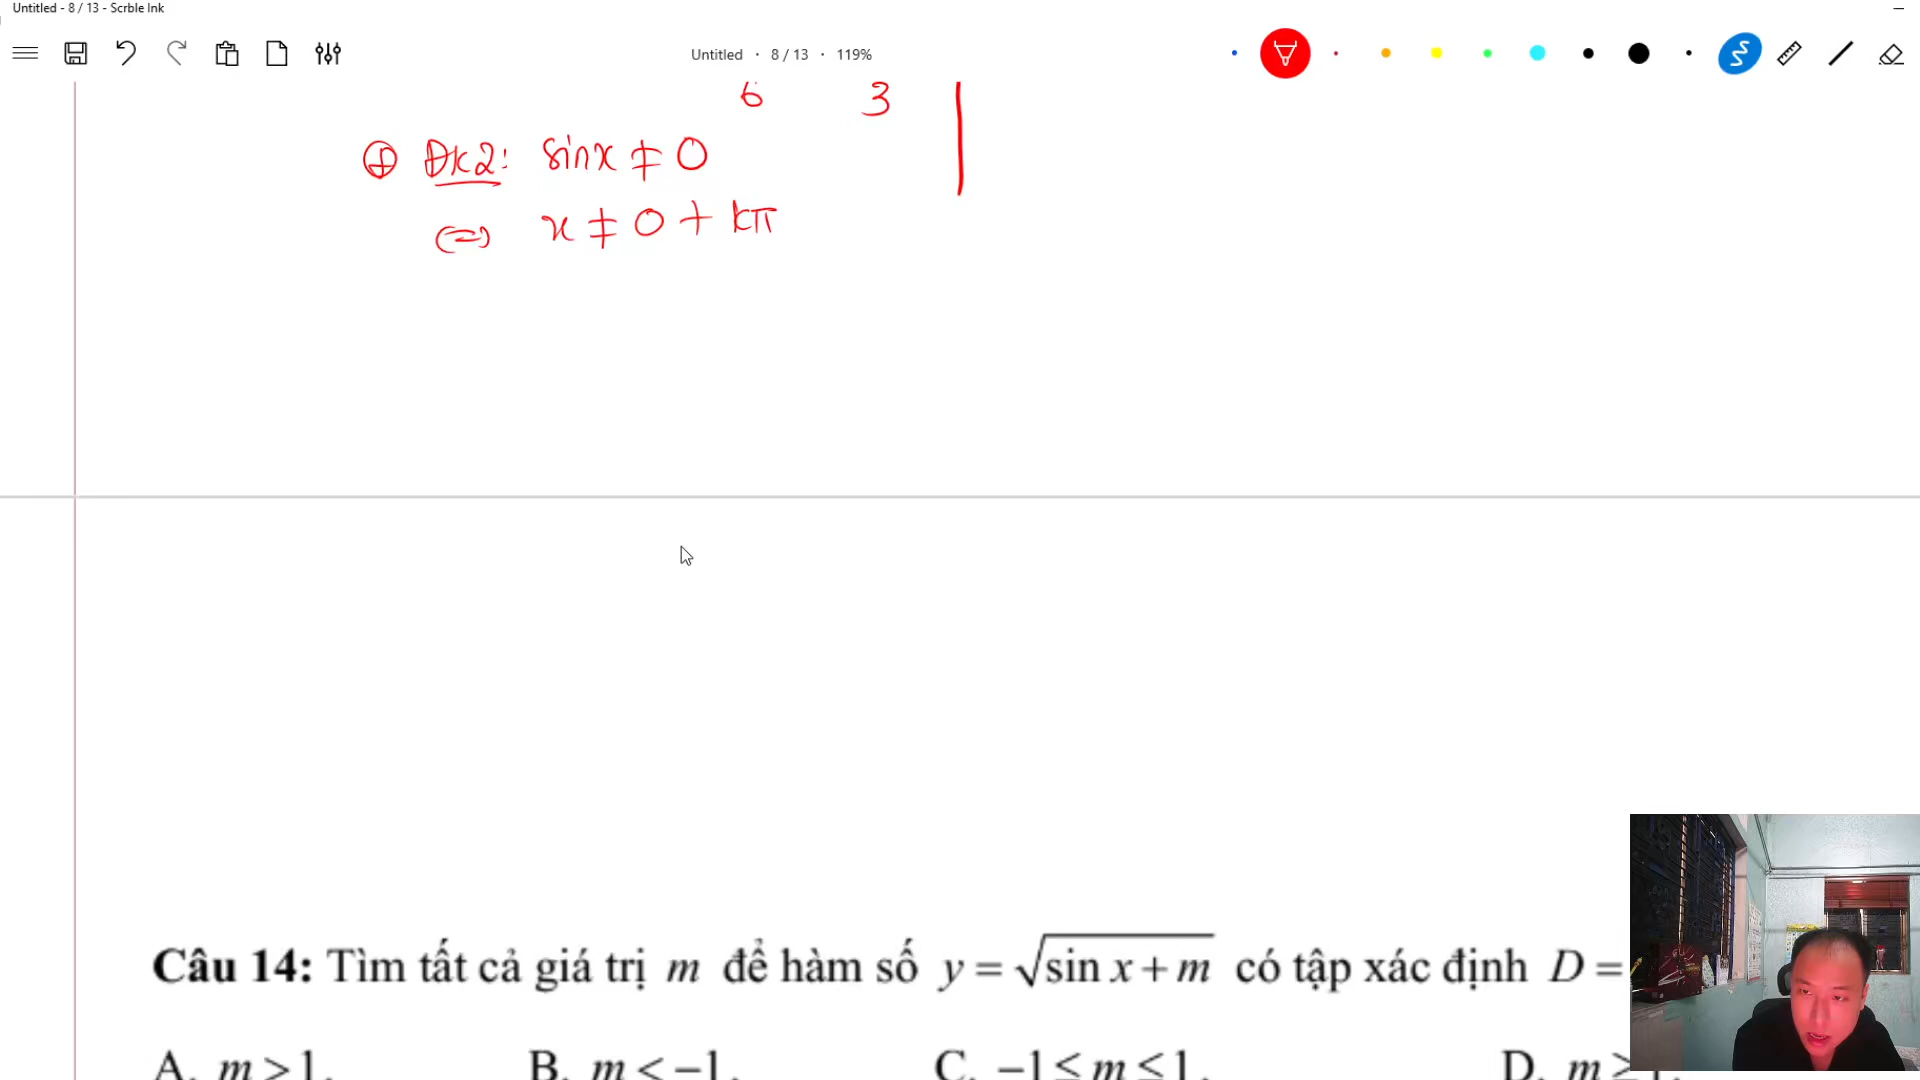 Untitled - 8 / 13 - Scrble Ink
Untitled · 8 / 13 · 119%
6 3
⊕ ĐK2: sinx ≠ 0
⇔ x ≠ 0 + kπ
Câu 14: Tìm tất cả giá trị m để hàm số y = √sin x + m có tập xác định D =
A. m > 1. B. m < −1. C. −1 ≤ m ≤ 1. D. m ≥ 1.